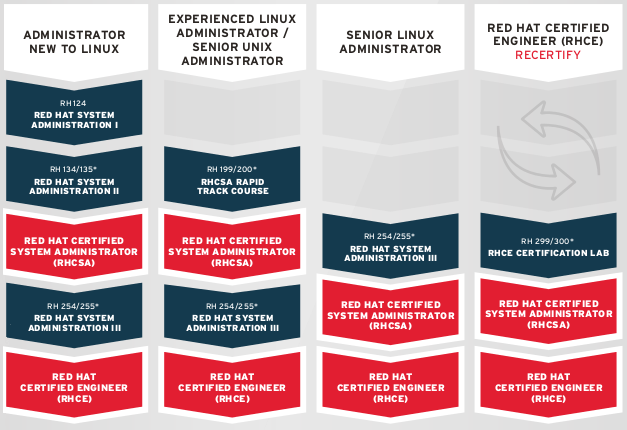 ADMINISTRATOR
NEW TO LINUX
RH124
RED HAT SYSTEM
ADMINISTRATION I
RH 134/135*
RED HAT SYSTEM
ADMINISTRATION II
RED HAT CERTIFIED
SYSTEM ADMINISTRATOR
(RHCSA)
RH 254/255*
RED HAT SYSTEM
ADMINISTRATION III
RED HAT
CERTIFIED ENGINEER
(RHCE)
EXPERIENCED LINUX
ADMINISTRATOR /
SENIOR UNIX
ADMINISTRATOR
RH 199/200*
RHCSA RAPID
TRACK COURSE
RED HAT CERTIFIED
SYSTEM ADMINISTRATOR
(RHCSA)
RH 254/255*
RED HAT SYSTEM
ADMINISTRATION III
RED HAT
CERTIFIED ENGINEER
(RHCE)
SENIOR LINUX
ADMINISTRATOR
RH 254/255*
RED HAT SYSTEM
ADMINISTRATION III
RED HAT CERTIFIED
SYSTEM ADMINISTRATOR
(RHCSA)
RED HAT
CERTIFIED ENGINEER
(RHCE)
RED HAT CERTIFIED
ENGINEER (RHCE)
RECERTIFY
RH 299/300*
RHCE CERTIFICATION LAB
RED HAT CERTIFIED
SYSTEM ADMINISTRATOR
(RHCSA)
RED HAT
CERTIFIED ENGINEER
(RHCE)